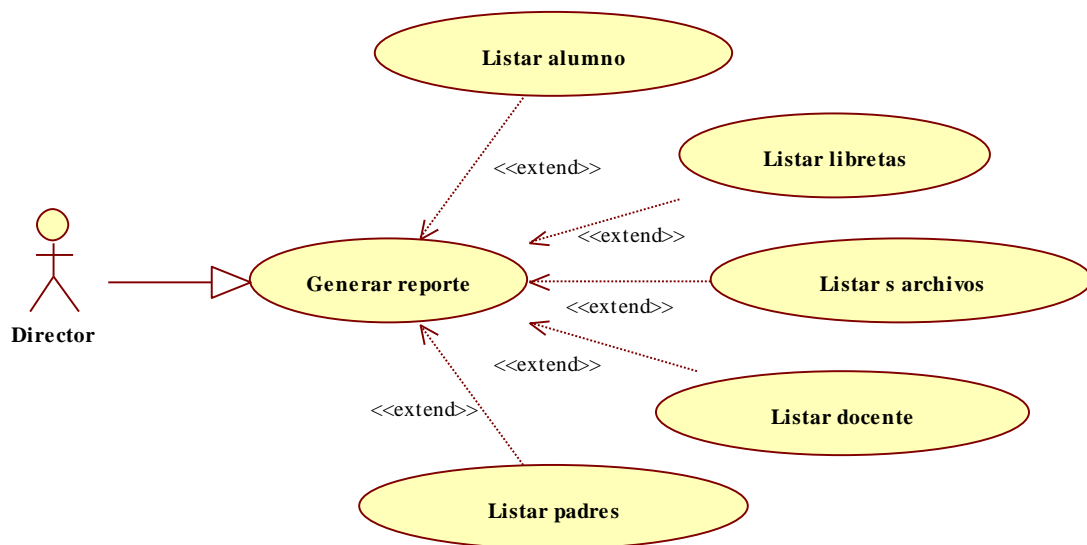 Listar alumno
<<extend>>
Listar libretas
<<extend>>
Generar reporte
Listar s archivos
<<extend>>
Director
<<extend>>
<<extend>>
Listar docente
Listar padres